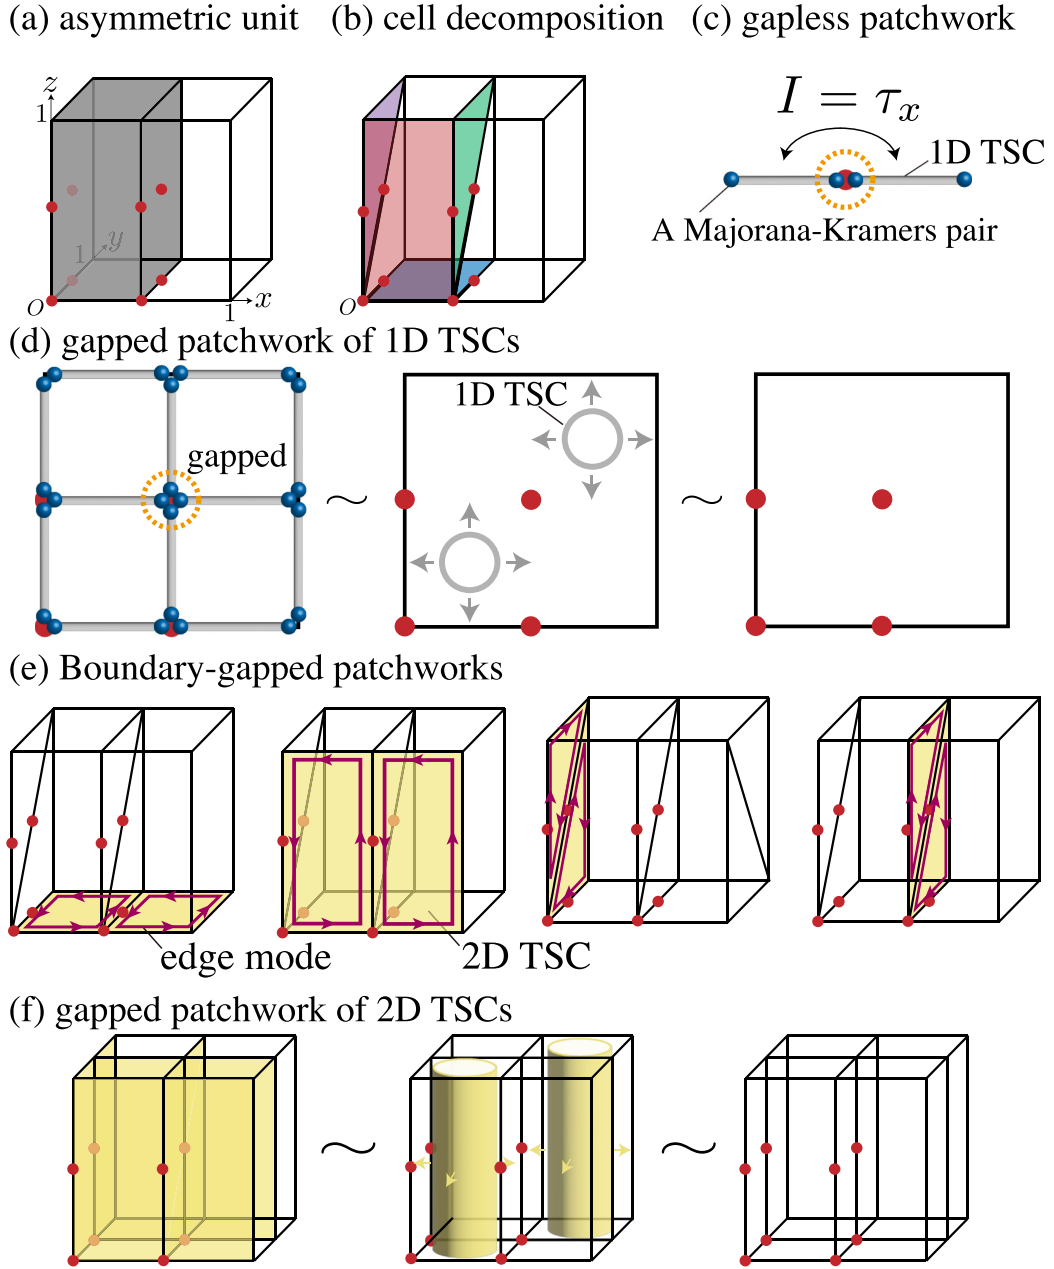 (a) asymmetric unit
(b) cell decomposition
(c) gapless patchwork
z
1
y
1
O
1
x
O
I = τx
1D TSC
A Majorana-Kramers pair
(d) gapped patchwork of 1D TSCs
gapped
~
1D TSC
~
(e) Boundary-gapped patchworks
edge mode
2D TSC
(f) gapped patchwork of 2D TSCs
~
~